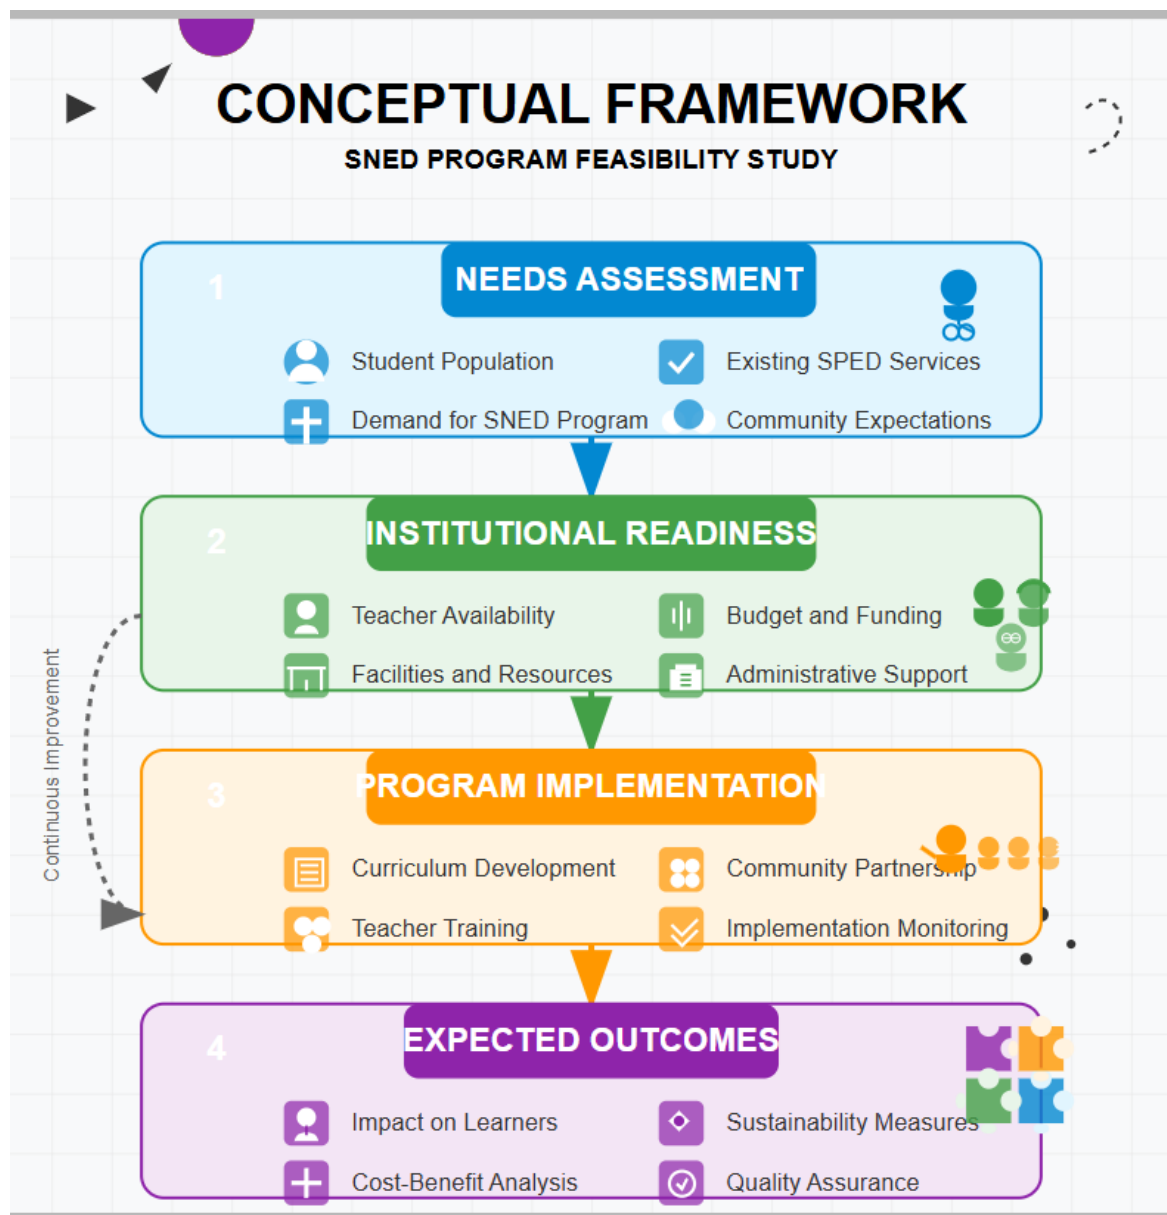 CONCEPTUAL FRAMEWORK
SNED PROGRAM FEASIBILITY STUDY
1
NEEDS ASSESSMENT
Student Population
Existing SPED Services
Demand for SNED Program
Community Expectations
2
INSTITUTIONAL READINESS
Teacher Availability
Budget and Funding
Facilities and Resources
Administrative Support
Continuous Improvement
3
PROGRAM IMPLEMENTATION
Curriculum Development
Community Partnership
Teacher Training
Implementation Monitoring
4
EXPECTED OUTCOMES
Impact on Learners
Sustainability Measures
Cost-Benefit Analysis
Quality Assurance